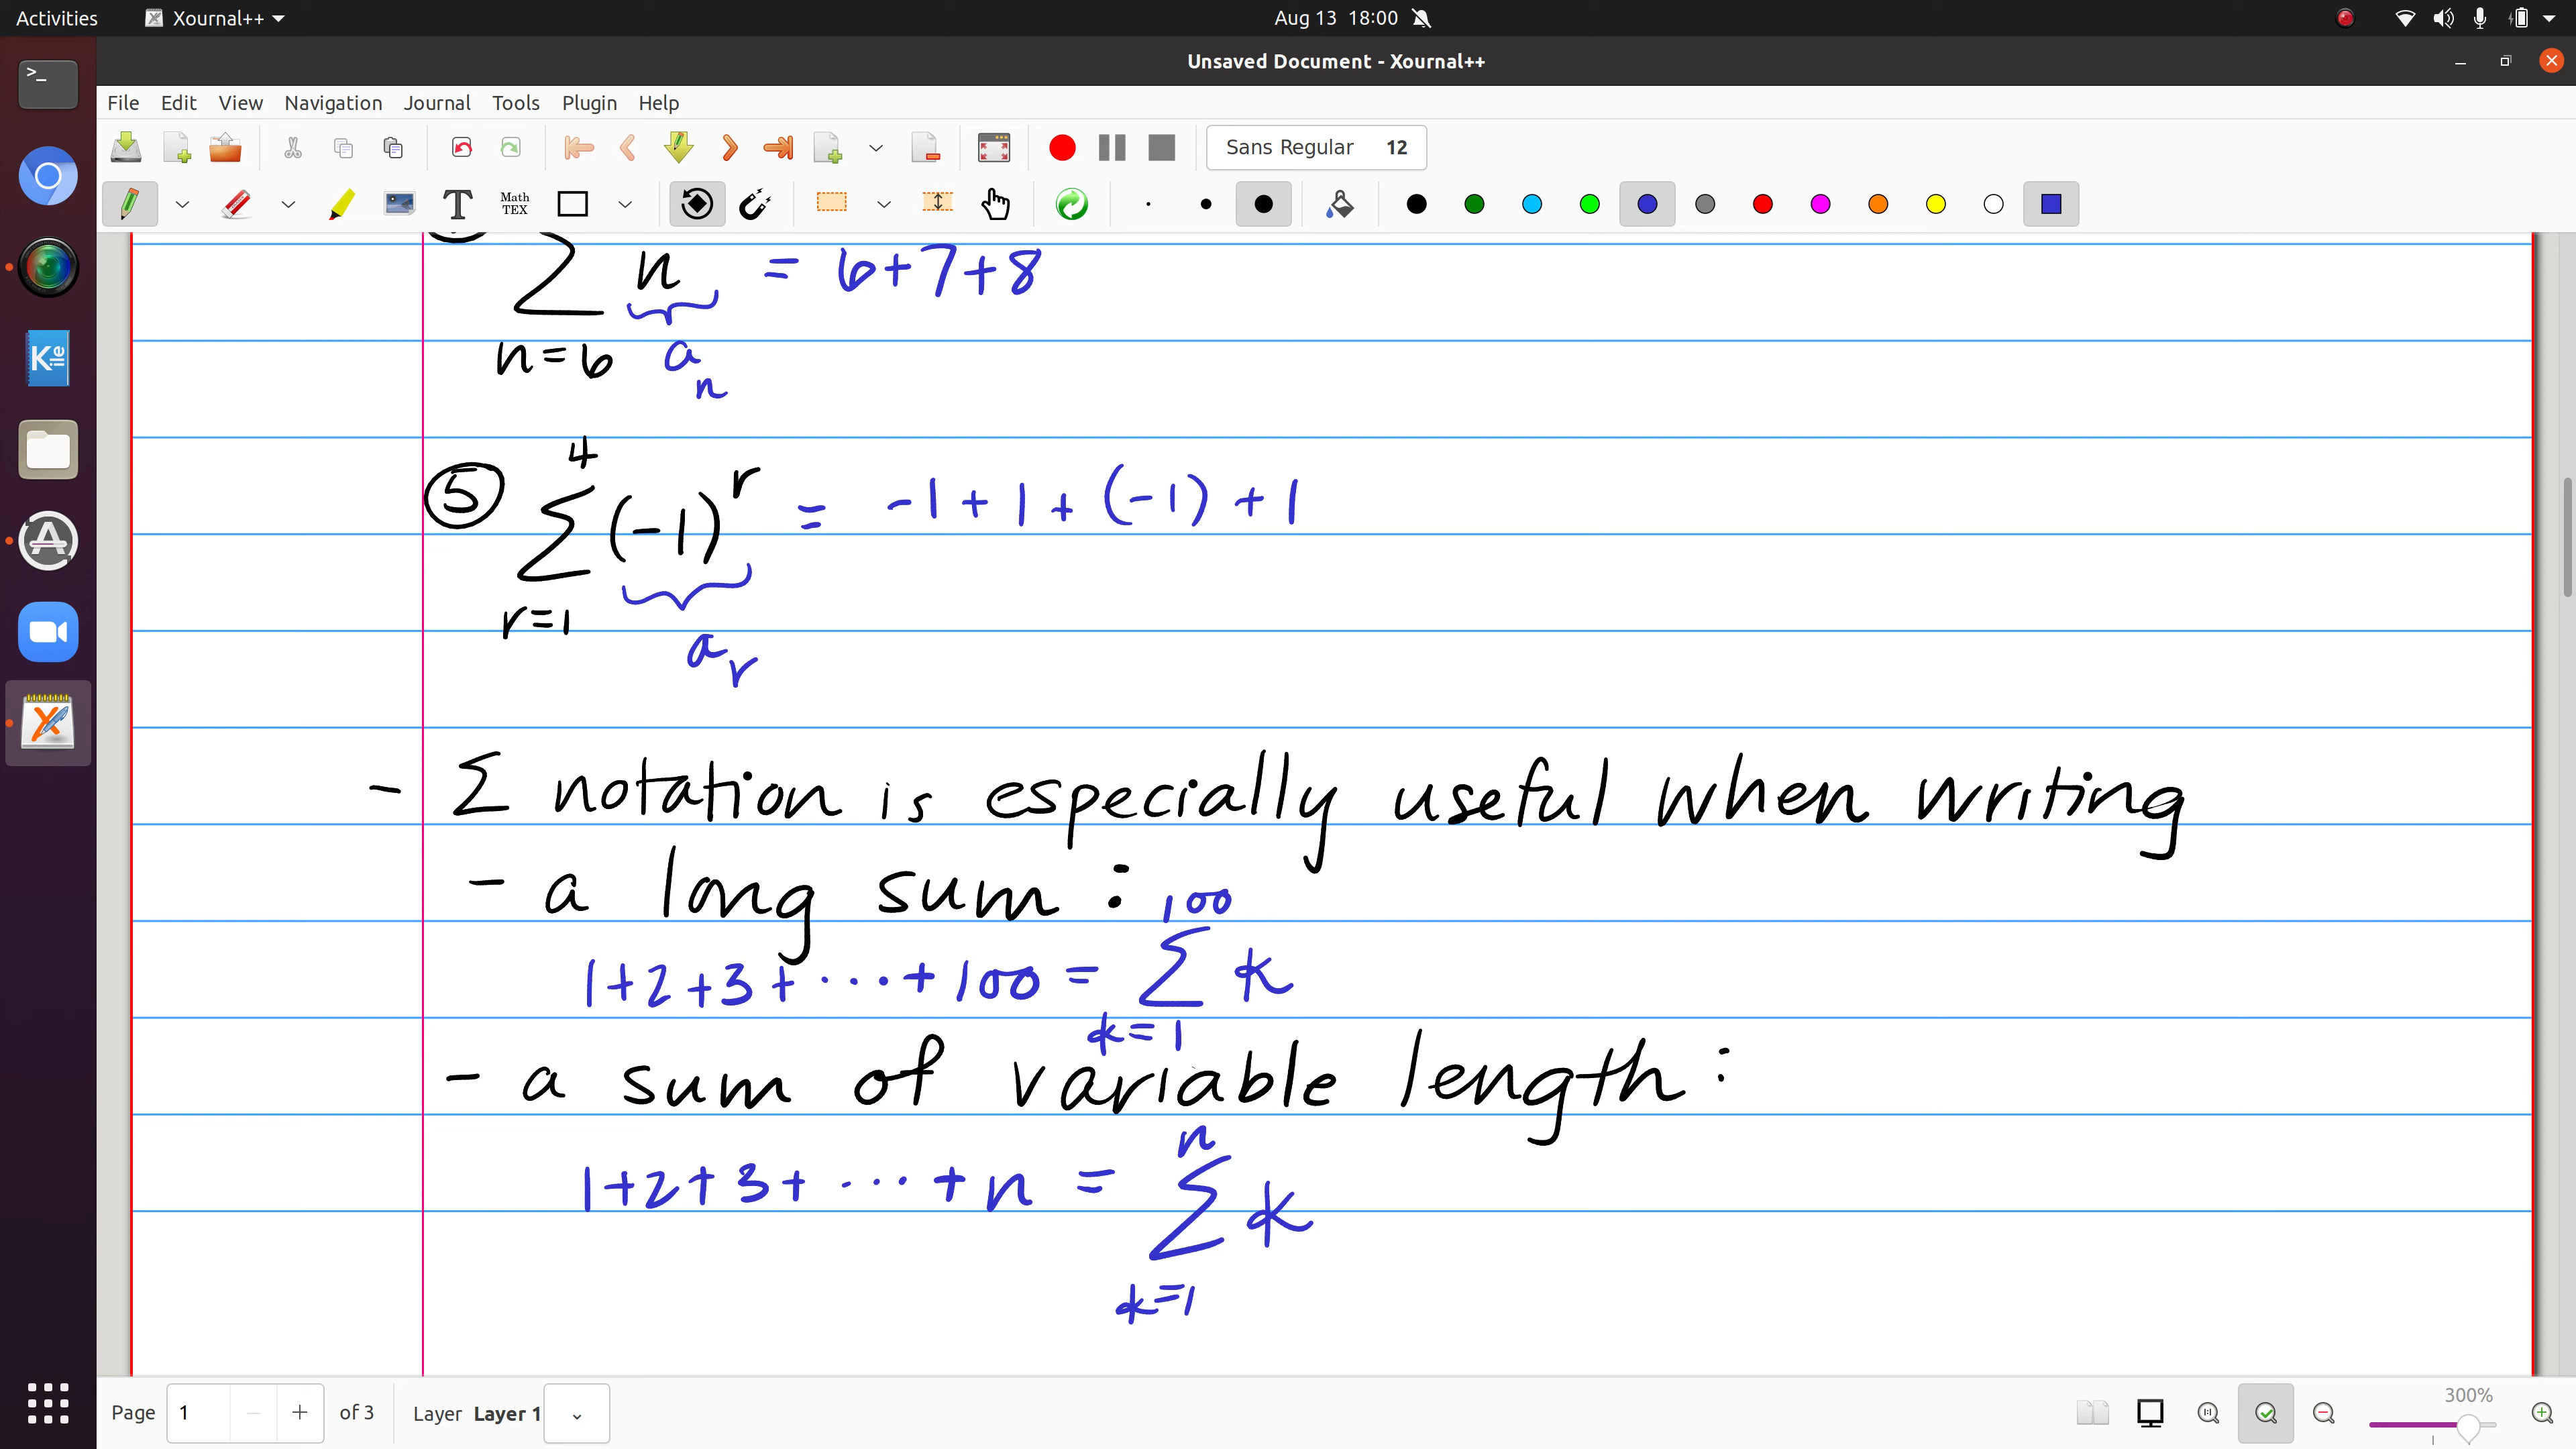 Activities Xournal++ Aug 13 18:00
Unsaved Document - Xournal++
File Edit View Navigation Journal Tools Plugin Help
Sans Regular 12
Math TEX
∑ n = 6+7+8
n=6 a_n
⑤ ∑ (-1)^r = -1 + 1 + (-1) + 1
4
r=1
a_r
- Σ notation is especially useful when writing
- a long sum :
100
1+2+3+ ··· + 100 = ∑ k
k=1
- a sum of variable length :
n
1+2+3+ ··· + n = ∑ k
k=1
Page 1 of 3 Layer Layer 1 300%